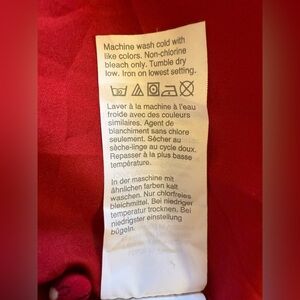 Machine wash cold with
like colors. Non-chlorine
bleach only. Tumble dry
low. Iron on lowest setting.
Laver à la machine à l'eau
froide avec des couleurs
similaires. Agent de
blanchiment sans chlore
seulement. Sécher au
sèche-linge au cycle doux.
Repasser à la plus basse
température.
In der maschine mit
ähnlichen farben kalt
waschen. Nur chlorfreies
bleichmittel. Bei niedriger
temperatur trocknen. Bei
niedrigster einstellung
bügeln.